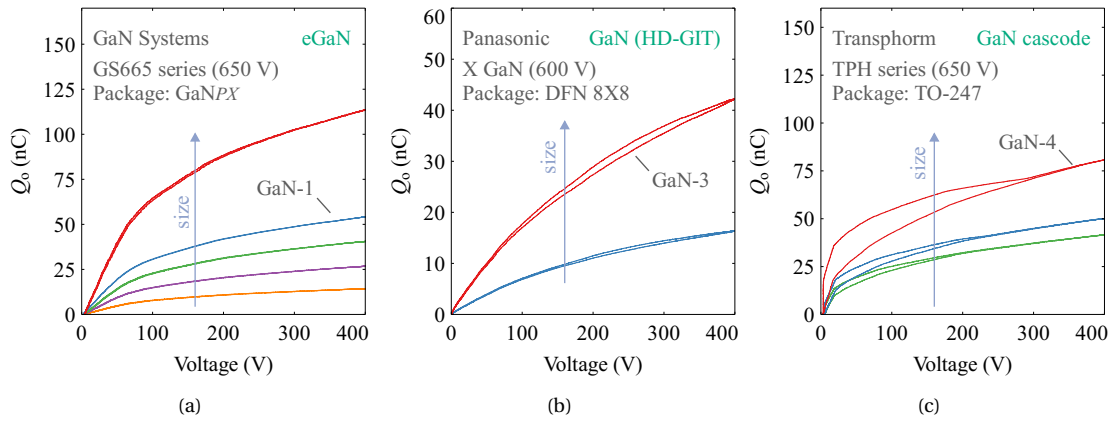 GaN Systems eGaN
GS665 series (650 V)
Package: GaNPX
GaN-1
size
Qo (nC)
150
125
100
75
50
25
0
0 100 200 300 400
Voltage (V)
(a)
Panasonic GaN (HD-GIT)
X GaN (600 V)
Package: DFN 8X8
GaN-3
size
Qo (nC)
60
50
40
30
20
10
0
0 100 200 300 400
Voltage (V)
(b)
Transphorm GaN cascode
TPH series (650 V)
Package: TO-247
GaN-4
size
Qo (nC)
150
125
100
75
50
25
0
0 100 200 300 400
Voltage (V)
(c)